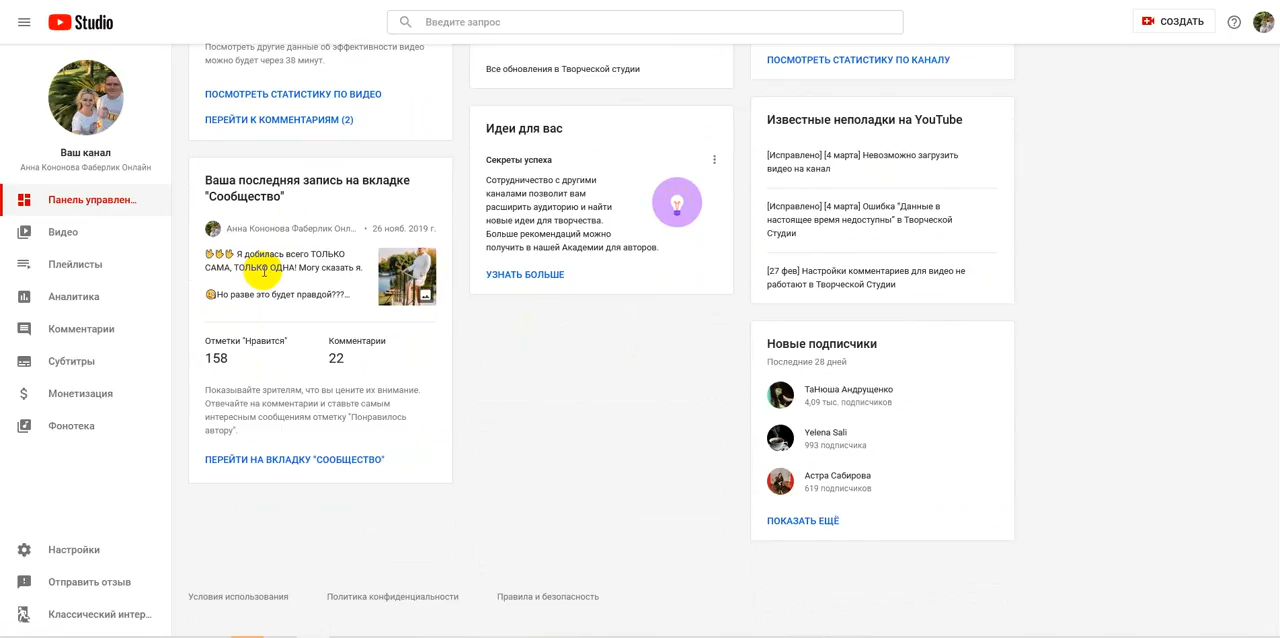 Studio
Введите запрос
СОЗДАТЬ
Ваш канал
Анна Кононова Фаберлик Онлайн
Панель управлен...
Видео
Плейлисты
Аналитика
Комментарии
Субтитры
Монетизация
Фонотека
Настройки
Отправить отзыв
Классический интер...
Посмотреть другие данные об эффективности видео
можно будет через 38 минут.
ПОСМОТРЕТЬ СТАТИСТИКУ ПО ВИДЕО
ПЕРЕЙТИ К КОММЕНТАРИЯМ (2)
Ваша последняя запись на вкладке
"Сообщество"
Анна Кононова Фаберлик Онл... • 26 нояб. 2019 г.
Я добилась всего ТОЛЬКО
САМА, ТОЛЬКО ОДНА! Могу сказать я.
Но разве это будет правдой???...
Отметки "Нравится"
158
Комментарии
22
Показывайте зрителям, что вы цените их внимание.
Отвечайте на комментарии и ставьте самым
интересным сообщениям отметку "Понравилось
автору".
ПЕРЕЙТИ НА ВКЛАДКУ "СООБЩЕСТВО"
Все обновления в Творческой студии
Идеи для вас
Секреты успеха
Сотрудничество с другими
каналами позволит вам
расширить аудиторию и найти
новые идеи для творчества.
Больше рекомендаций можно
получить в нашей Академии для авторов.
УЗНАТЬ БОЛЬШЕ
ПОСМОТРЕТЬ СТАТИСТИКУ ПО КАНАЛУ
Известные неполадки на YouTube
[Исправлено] [4 марта] Невозможно загрузить
видео на канал
[Исправлено] [4 марта] Ошибка "Данные в
настоящее время недоступны" в Творческой
Студии
[27 фев] Настройки комментариев для видео не
работают в Творческой Студии
Новые подписчики
Последние 28 дней
ТаНюша Андрущенко
4,09 тыс. подписчиков
Yelena Sali
993 подписчика
Астра Сабирова
619 подписчиков
ПОКАЗАТЬ ЕЩЁ
Условия использования
Политика конфиденциальности
Правила и безопасность